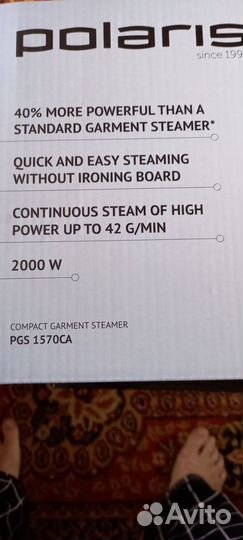 polaris
since 199
40% MORE POWERFUL THAN A
STANDARD GARMENT STEAMER*
QUICK AND EASY STEAMING
WITHOUT IRONING BOARD
CONTINUOUS STEAM OF HIGH
POWER UP TO 42 G/MIN
2000 W
COMPACT GARMENT STEAMER
PGS 1570CA
Avito